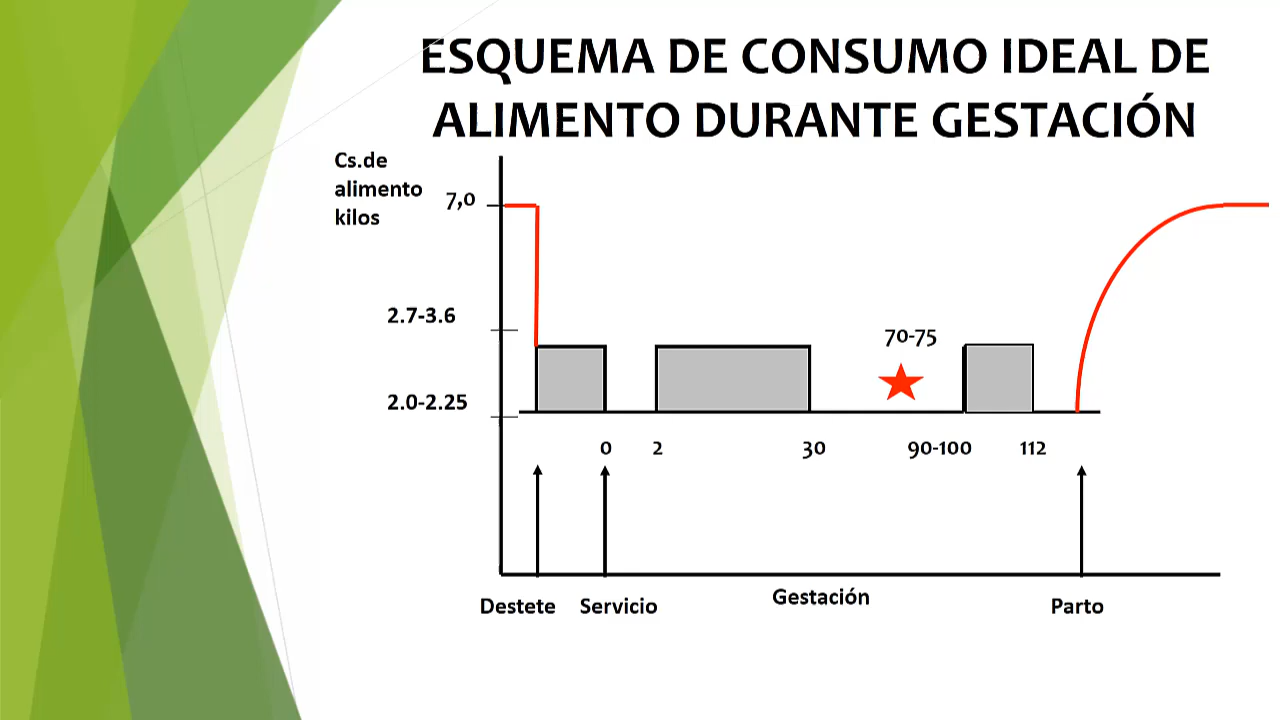 ESQUEMA DE CONSUMO IDEAL DE
ALIMENTO DURANTE GESTACIÓN
Cs.de
alimento
kilos
7,0
2.7-3.6
70-75
2.0-2.25
0
2
30
90-100
112
Destete
Servicio
Gestación
Parto